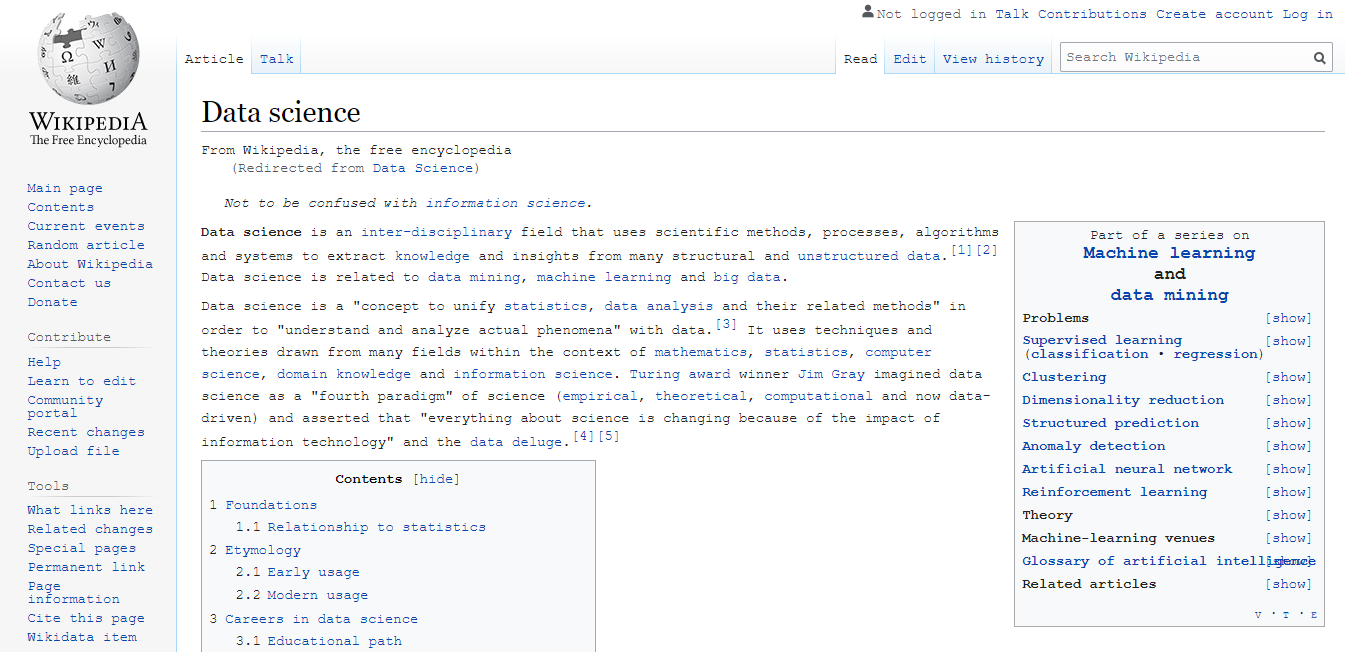 Not logged in Talk Contributions Create account Log in
Article Talk
Read Edit View history Search Wikipedia
WIKIPEDIA
The Free Encyclopedia
Main page
Contents
Current events
Random article
About Wikipedia
Contact us
Donate
Contribute
Help
Learn to edit
Community
portal
Recent changes
Upload file
Tools
What links here
Related changes
Special pages
Permanent link
Page
information
Cite this page
Wikidata item
Data science
From Wikipedia, the free encyclopedia
(Redirected from Data Science)
Not to be confused with information science.
Data science is an inter-disciplinary field that uses scientific methods, processes, algorithms
and systems to extract knowledge and insights from many structural and unstructured data.[1][2]
Data science is related to data mining, machine learning and big data.
Data science is a "concept to unify statistics, data analysis and their related methods" in
order to "understand and analyze actual phenomena" with data.[3] It uses techniques and
theories drawn from many fields within the context of mathematics, statistics, computer
science, domain knowledge and information science. Turing award winner Jim Gray imagined data
science as a "fourth paradigm" of science (empirical, theoretical, computational and now data-
driven) and asserted that "everything about science is changing because of the impact of
information technology" and the data deluge.[4][5]
Contents [hide]
1 Foundations
1.1 Relationship to statistics
2 Etymology
2.1 Early usage
2.2 Modern usage
3 Careers in data science
3.1 Educational path
Part of a series on
Machine learning
and
data mining
Problems [show]
Supervised learning [show]
(classification • regression)
Clustering [show]
Dimensionality reduction [show]
Structured prediction [show]
Anomaly detection [show]
Artificial neural network [show]
Reinforcement learning [show]
Theory [show]
Machine-learning venues [show]
Glossary of artificial intelligence [show]
Related articles [show]
V · T · E